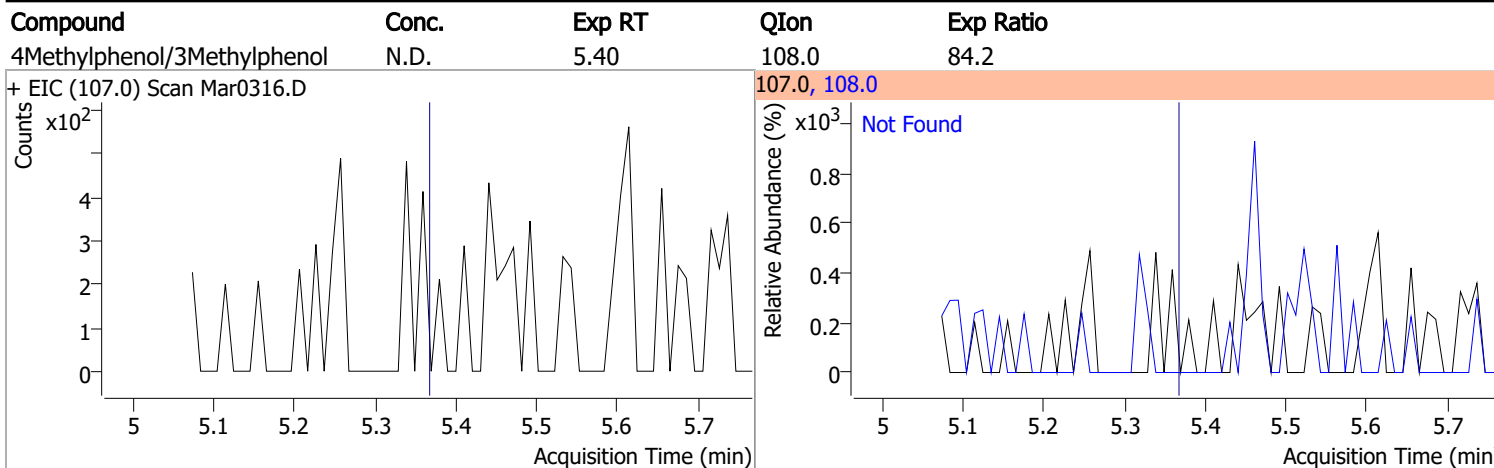 Compound Conc. Exp RT QIon Exp Ratio
4Methylphenol/3Methylphenol N.D. 5.40 108.0 84.2
+ EIC (107.0) Scan Mar0316.D
Counts
x10²
4
3
2
1
0
5 5.1 5.2 5.3 5.4 5.5 5.6 5.7
Acquisition Time (min)
107.0, 108.0
Relative Abundance (%)
x10³
Not Found
0.8
0.6
0.4
0.2
0
5 5.1 5.2 5.3 5.4 5.5 5.6 5.7
Acquisition Time (min